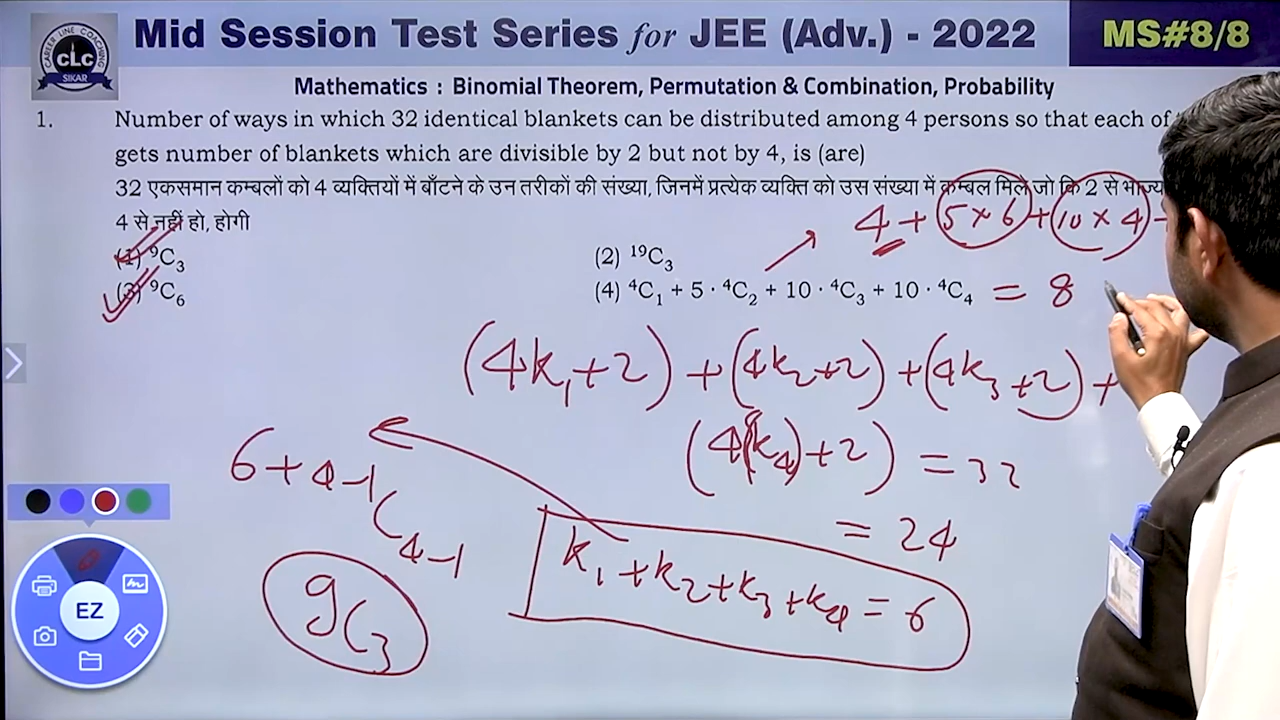 CAREER LINE COACHING
CLC
SIKAR
Mid Session Test Series for JEE (Adv.) - 2022
MS#8/8
Mathematics : Binomial Theorem, Permutation & Combination, Probability
1. Number of ways in which 32 identical blankets can be distributed among 4 persons so that each of
gets number of blankets which are divisible by 2 but not by 4, is (are)
32 एकसमान कम्बलों को 4 व्यक्तियों में बाँटने के उन तरीकों की संख्या, जिनमें प्रत्येक व्यक्ति को उस संख्या में कम्बल मिले जो कि 2 से भाज्य
4 से नहीं हो, होगी
4 + 5 × 6 + 10 × 4
(1) ⁹C₃ (2) ¹⁹C₃
(3) ⁹C₆ (4) ⁴C₁ + 5 · ⁴C₂ + 10 · ⁴C₃ + 10 · ⁴C₄ = 8
(4k₁+2) + (4k₂+2) + (4k₃+2) +
(4(k₄)+2) = 32
6+4-1C4-1
= 24
k₁+k₂+k₃+k₄ = 6
9C3
EZ